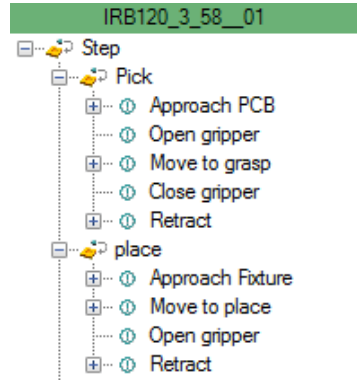 IRB120_3_58__01
Step
Pick
Approach PCB
Open gripper
Move to grasp
Close gripper
Retract
place
Approach Fixture
Move to place
Open gripper
Retract